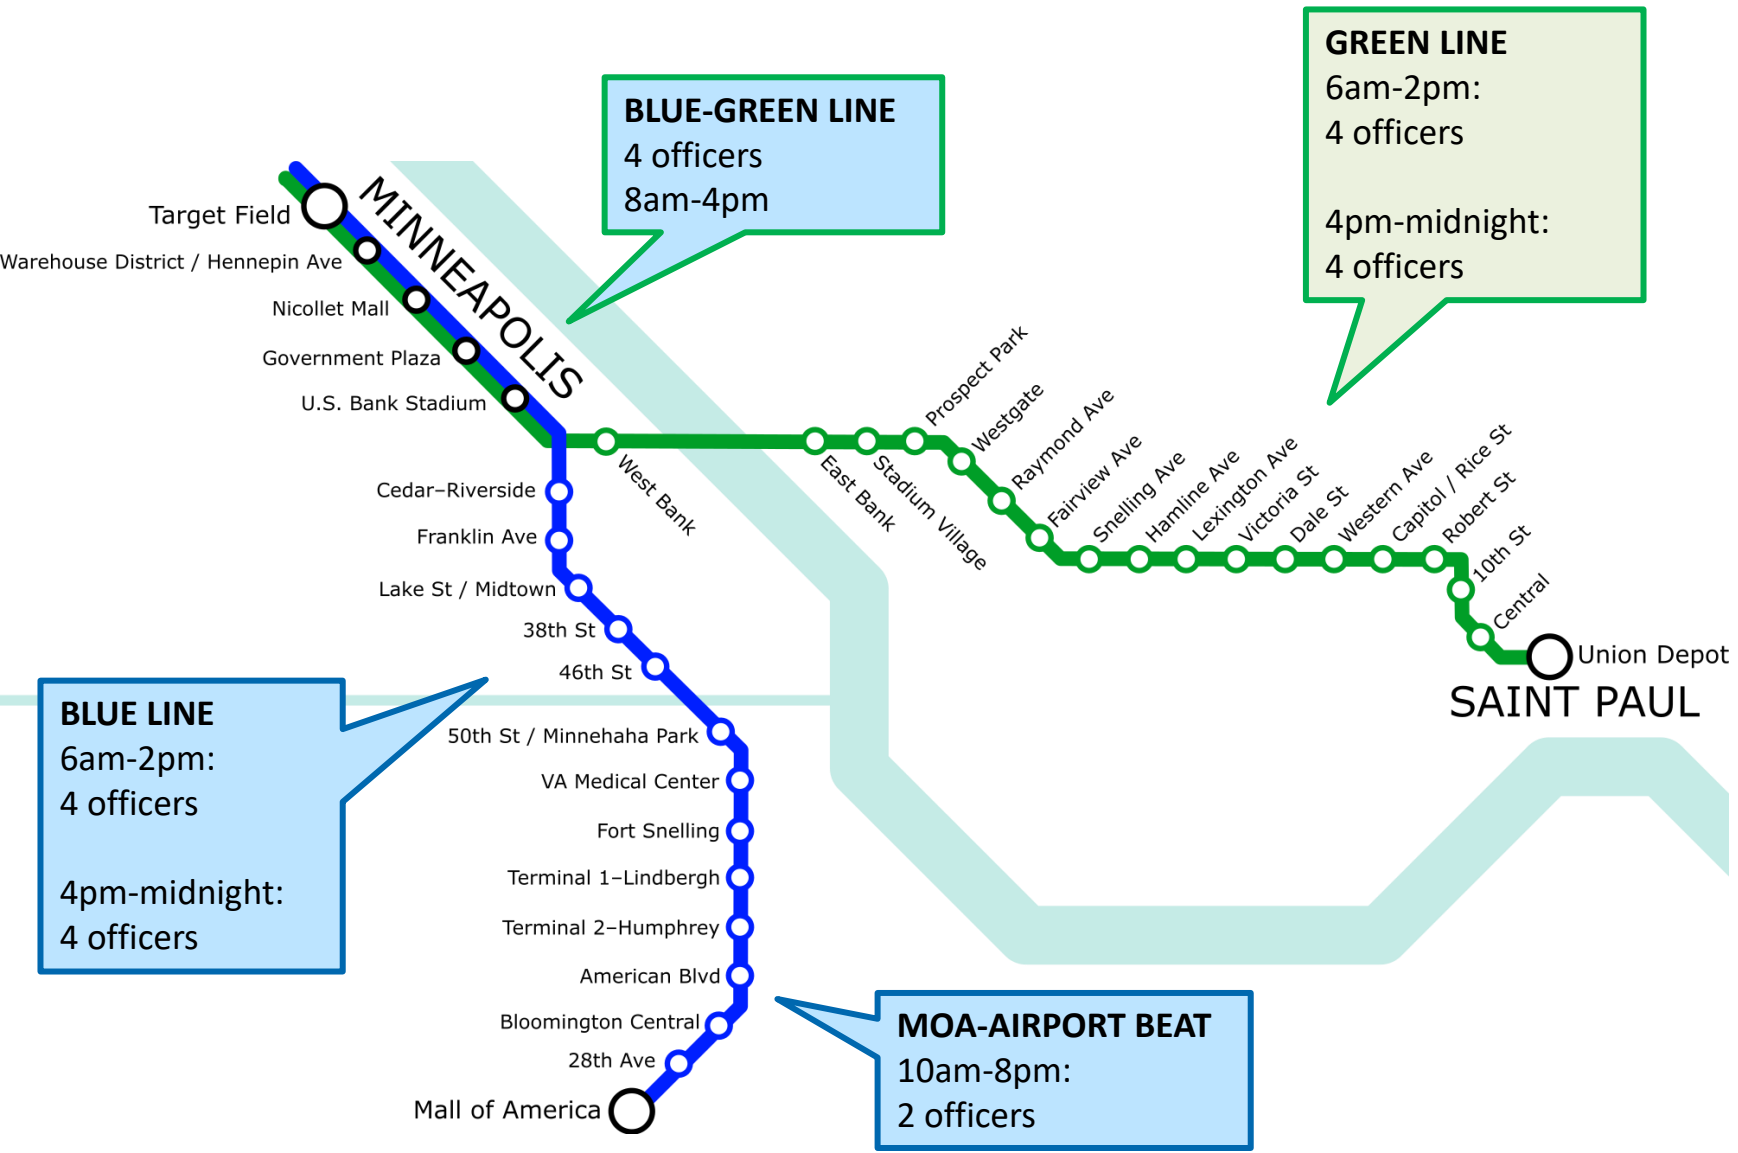 GREEN LINE
6am-2pm:
4 officers
4pm-midnight:
4 officers
BLUE-GREEN LINE
4 officers
8am-4pm
MINNEAPOLIS
Target Field
Warehouse District / Hennepin Ave
Nicollet Mall
Government Plaza
U.S. Bank Stadium
West Bank
East Bank
Stadium Village
Prospect Park
Westgate
Raymond Ave
Fairview Ave
Snelling Ave
Hamline Ave
Lexington Ave
Victoria St
Dale St
Western Ave
Capitol / Rice St
Robert St
10th St
Central
Union Depot
SAINT PAUL
Cedar–Riverside
Franklin Ave
Lake St / Midtown
38th St
46th St
50th St / Minnehaha Park
VA Medical Center
Fort Snelling
Terminal 1–Lindbergh
Terminal 2–Humphrey
American Blvd
Bloomington Central
28th Ave
Mall of America
BLUE LINE
6am-2pm:
4 officers
4pm-midnight:
4 officers
MOA-AIRPORT BEAT
10am-8pm:
2 officers